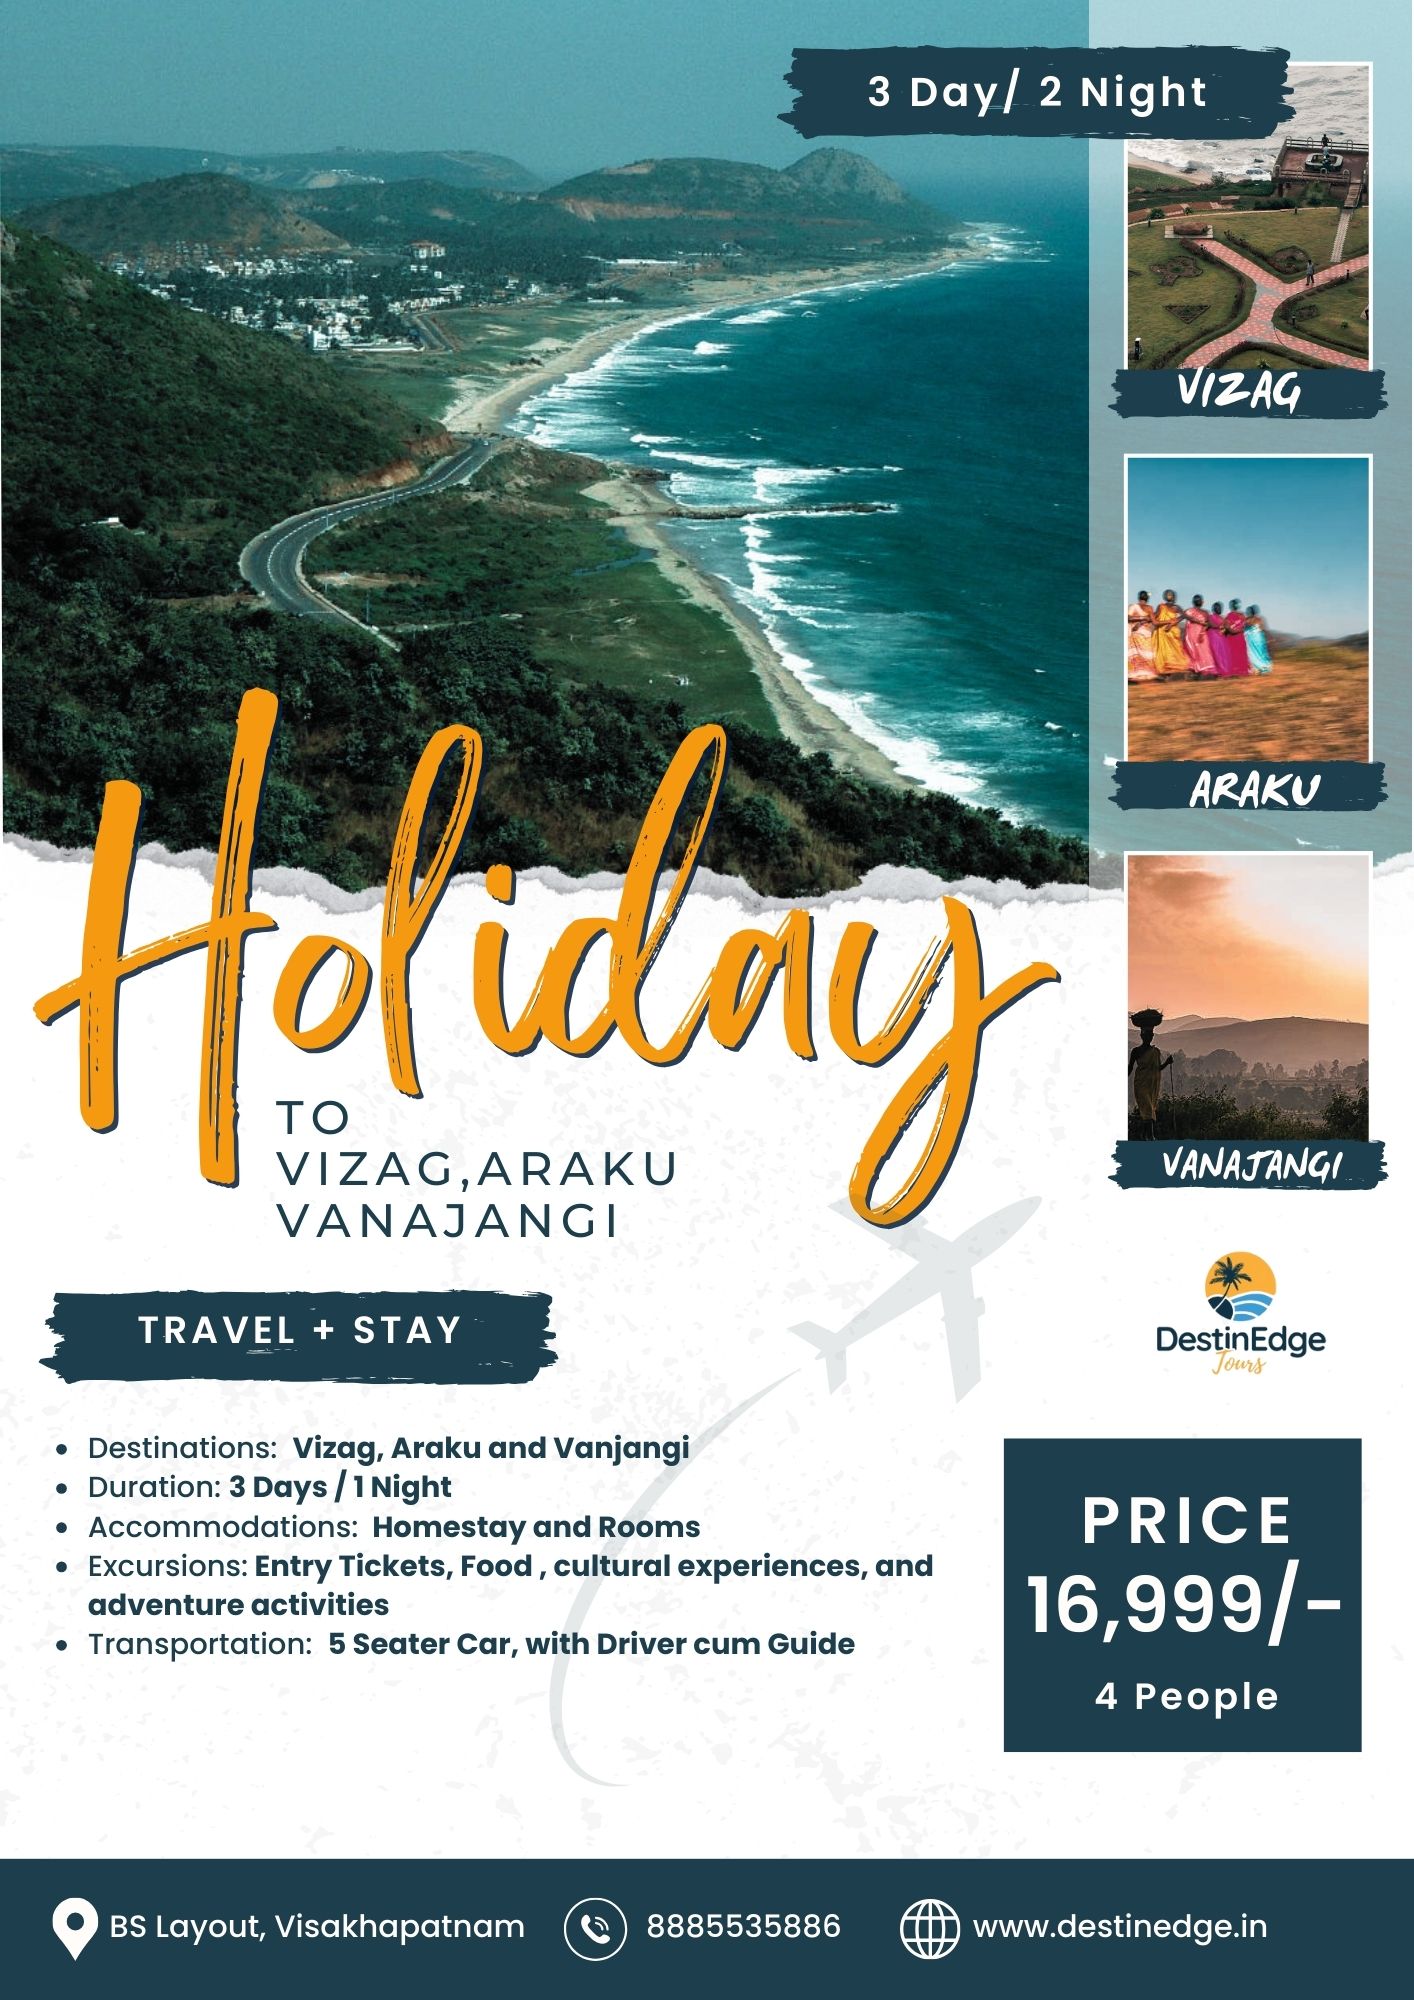 3 Day/ 2 Night
VIZAG
ARAKU
VANAJANGI
Holiday
TO
VIZAG,ARAKU
VANAJANGI
TRAVEL + STAY
DestinEdge
Tours
• Destinations: Vizag, Araku and Vanjangi
• Duration: 3 Days / 1 Night
• Accommodations: Homestay and Rooms
• Excursions: Entry Tickets, Food , cultural experiences, and
adventure activities
• Transportation: 5 Seater Car, with Driver cum Guide
PRICE
16,999/-
4 People
BS Layout, Visakhapatnam
8885535886
www.destinedge.in